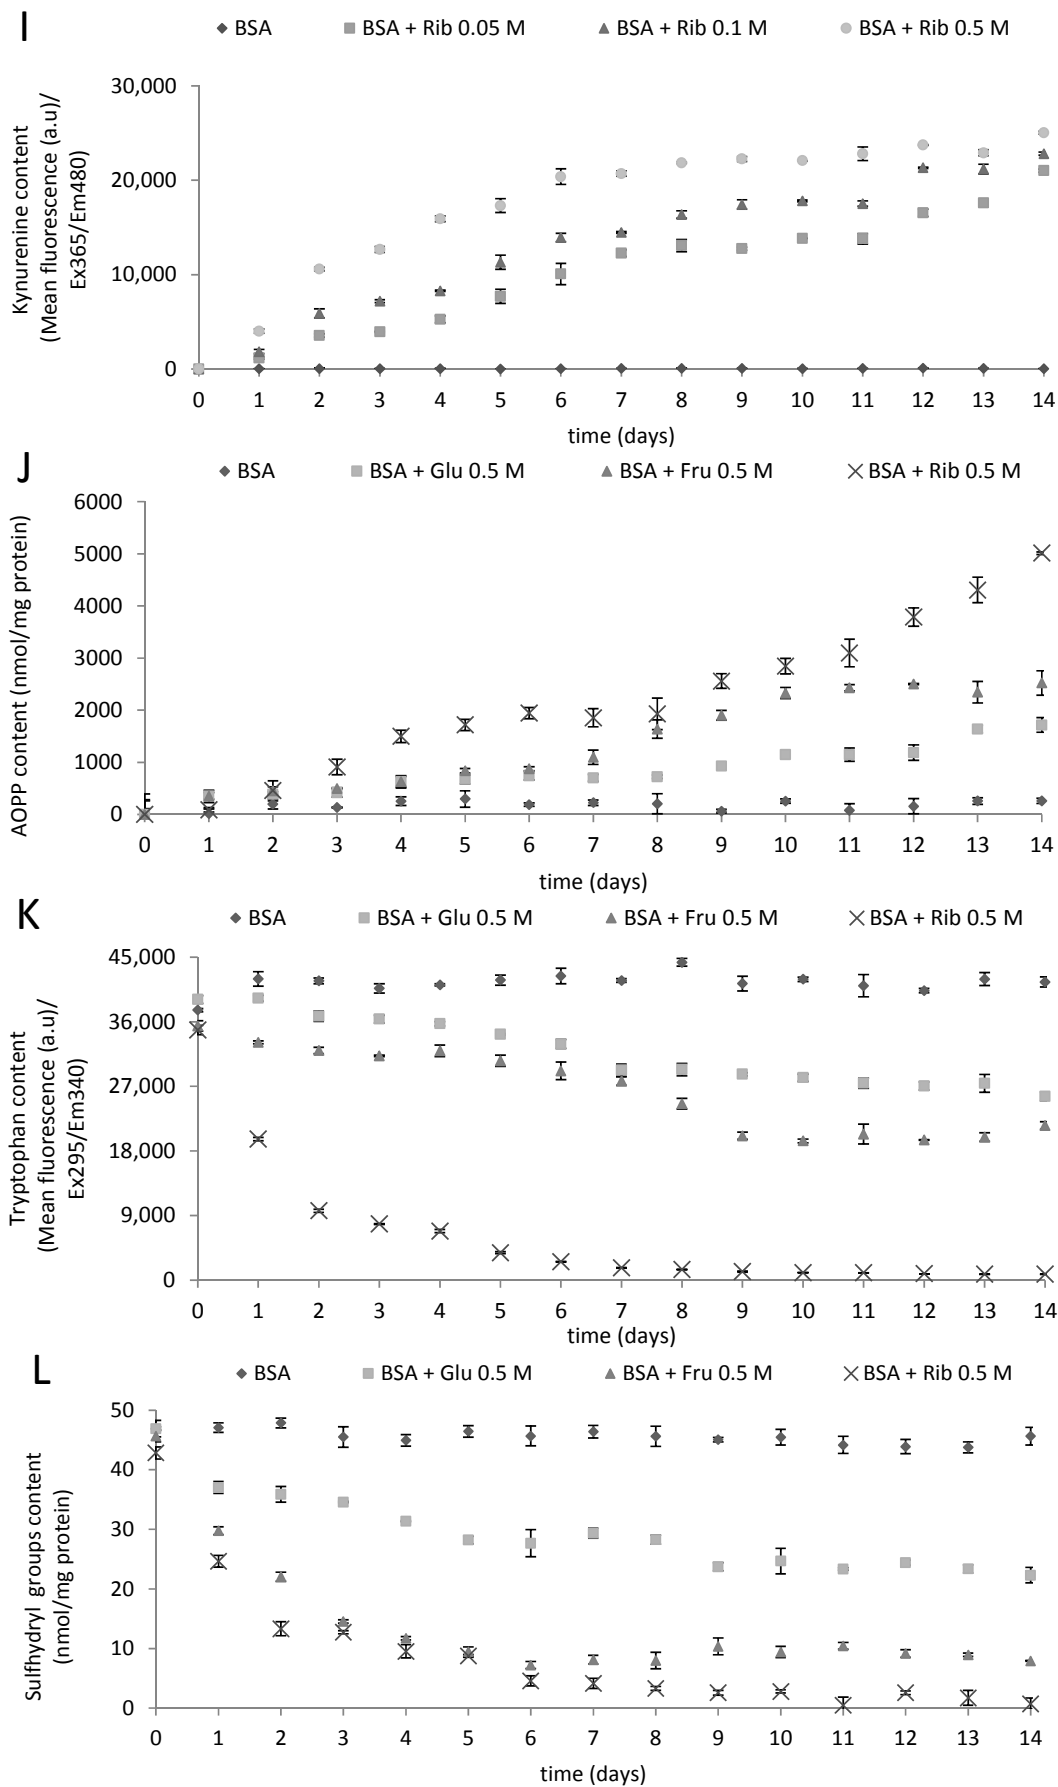 I
BSA BSA + Rib 0.05 M BSA + Rib 0.1 M BSA + Rib 0.5 M
Kynurenine content
(Mean fluorescence (a.u)/
Ex365/Em480)
30,000
20,000
10,000
0
0 1 2 3 4 5 6 7 8 9 10 11 12 13 14
time (days)
J
BSA BSA + Glu 0.5 M BSA + Fru 0.5 M BSA + Rib 0.5 M
AOPP content (nmol/mg protein)
6000
5000
4000
3000
2000
1000
0
0 1 2 3 4 5 6 7 8 9 10 11 12 13 14
time (days)
K
BSA BSA + Glu 0.5 M BSA + Fru 0.5 M BSA + Rib 0.5 M
Tryptophan content
(Mean fluorescence (a.u)/
Ex295/Em340)
45,000
36,000
27,000
18,000
9,000
0
0 1 2 3 4 5 6 7 8 9 10 11 12 13 14
time (days)
L
BSA BSA + Glu 0.5 M BSA + Fru 0.5 M BSA + Rib 0.5 M
Sulfhydryl groups content
(nmol/mg protein)
50
40
30
20
10
0
0 1 2 3 4 5 6 7 8 9 10 11 12 13 14
time (days)